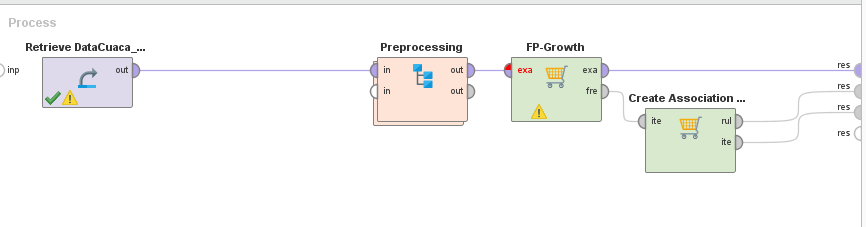 Process
Retrieve DataCuaca_...
Preprocessing
FP-Growth
inp
out
in
out
in
out
exa
exa
fre
Create Association ...
ite
rul
ite
res
res
res
res